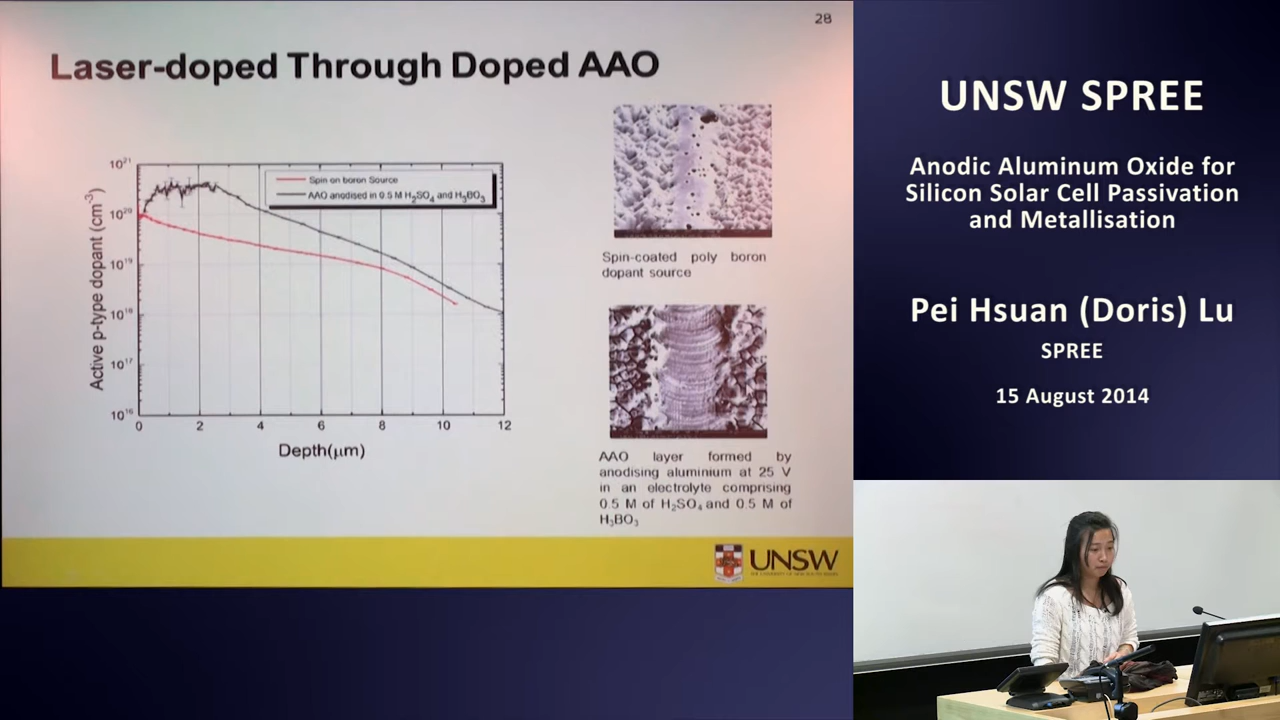 28
Laser-doped Through Doped AAO
10²¹
10²⁰
10¹⁹
10¹⁸
10¹⁷
10¹⁶
Active p-type dopant (cm⁻³)
Spin on boron Source
AAO anodised in 0.5 M H₂SO₄ and H₃BO₃
0 2 4 6 8 10 12
Depth(μm)
Spin-coated poly boron
dopant source
AAO layer formed by
anodising aluminium at 25 V
in an electrolyte comprising
0.5 M of H₂SO₄ and 0.5 M of
H₃BO₃
UNSW
UNSW SPREE
Anodic Aluminum Oxide for
Silicon Solar Cell Passivation
and Metallisation
Pei Hsuan (Doris) Lu
SPREE
15 August 2014